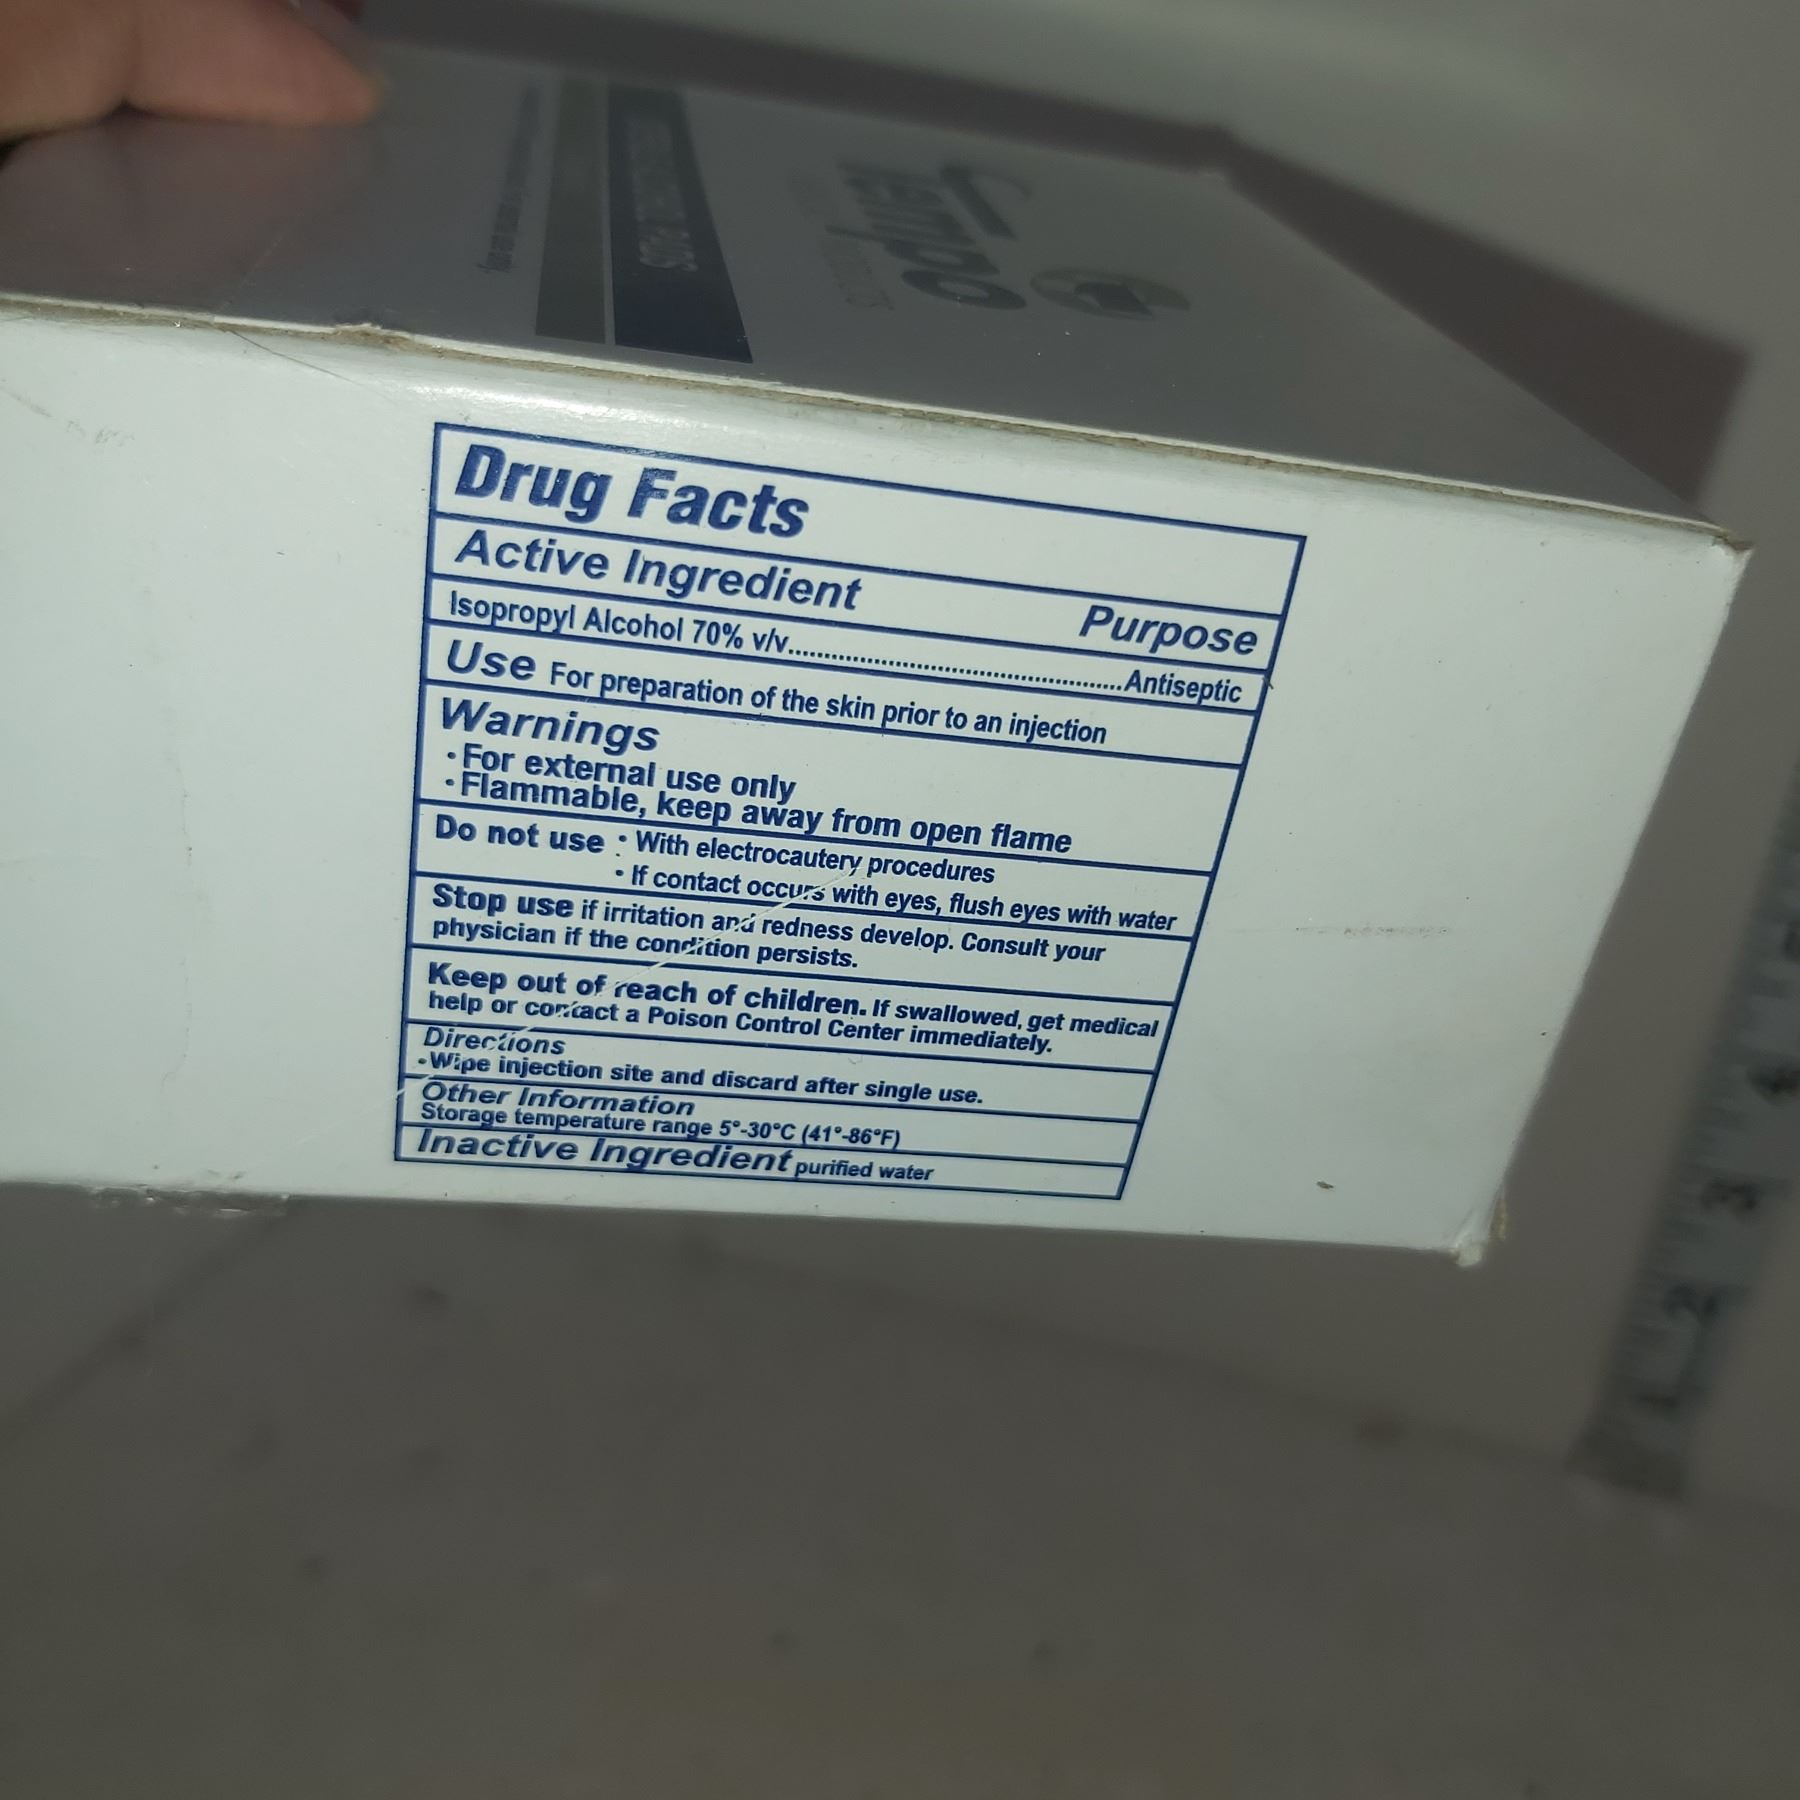 Drug Facts
Active Ingredient Purpose
Isopropyl Alcohol 70% v/v................................................Antiseptic
Use For preparation of the skin prior to an injection
Warnings
• For external use only
• Flammable, keep away from open flame
Do not use • With electrocautery procedures
• If contact occurs with eyes, flush eyes with water
Stop use if irritation and redness develop. Consult your
physician if the condition persists.
Keep out of reach of children. If swallowed, get medical
help or contact a Poison Control Center immediately.
Directions
•Wipe injection site and discard after single use.
Other Information
Storage temperature range 5°-30°C (41°-86°F)
Inactive Ingredient purified water
2
3
4